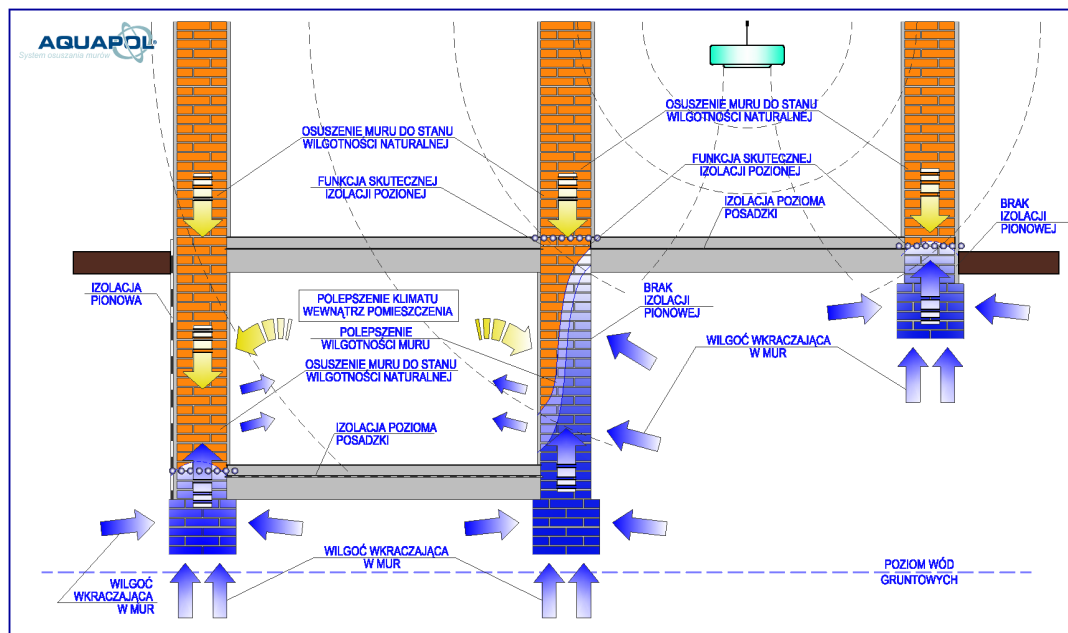 AQUAPOL®
System osuszania murów
OSUSZENIE MURU DO STANU
WILGOTNOŚCI NATURALNEJ
FUNKCJA SKUTECZNEJ
IZOLACJI POZIONEJ
OSUSZENIE MURU DO STANU
WILGOTNOŚCI NATURALNEJ
FUNKCJA SKUTECZNEJ
IZOLACJI POZIONEJ
IZOLACJA POZIOMA
POSADZKI
BRAK
IZOLACJI
PIONOWEJ
IZOLACJA
PIONOWA
POLEPSZENIE KLIMATU
WEWNĄTRZ POMIESZCZENIA
POLEPSZENIE
WILGOTNOŚCI MURU
OSUSZENIE MURU DO STANU
WILGOTNOŚCI NATURALNEJ
BRAK
IZOLACJI
PIONOWEJ
WILGOĆ WKRACZAJĄCA
W MUR
IZOLACJA POZIOMA
POSADZKI
WILGOĆ WKRACZAJĄCA
W MUR
WILGOĆ
WKRACZAJĄCA
W MUR
POZIOM WÓD
GRUNTOWYCH